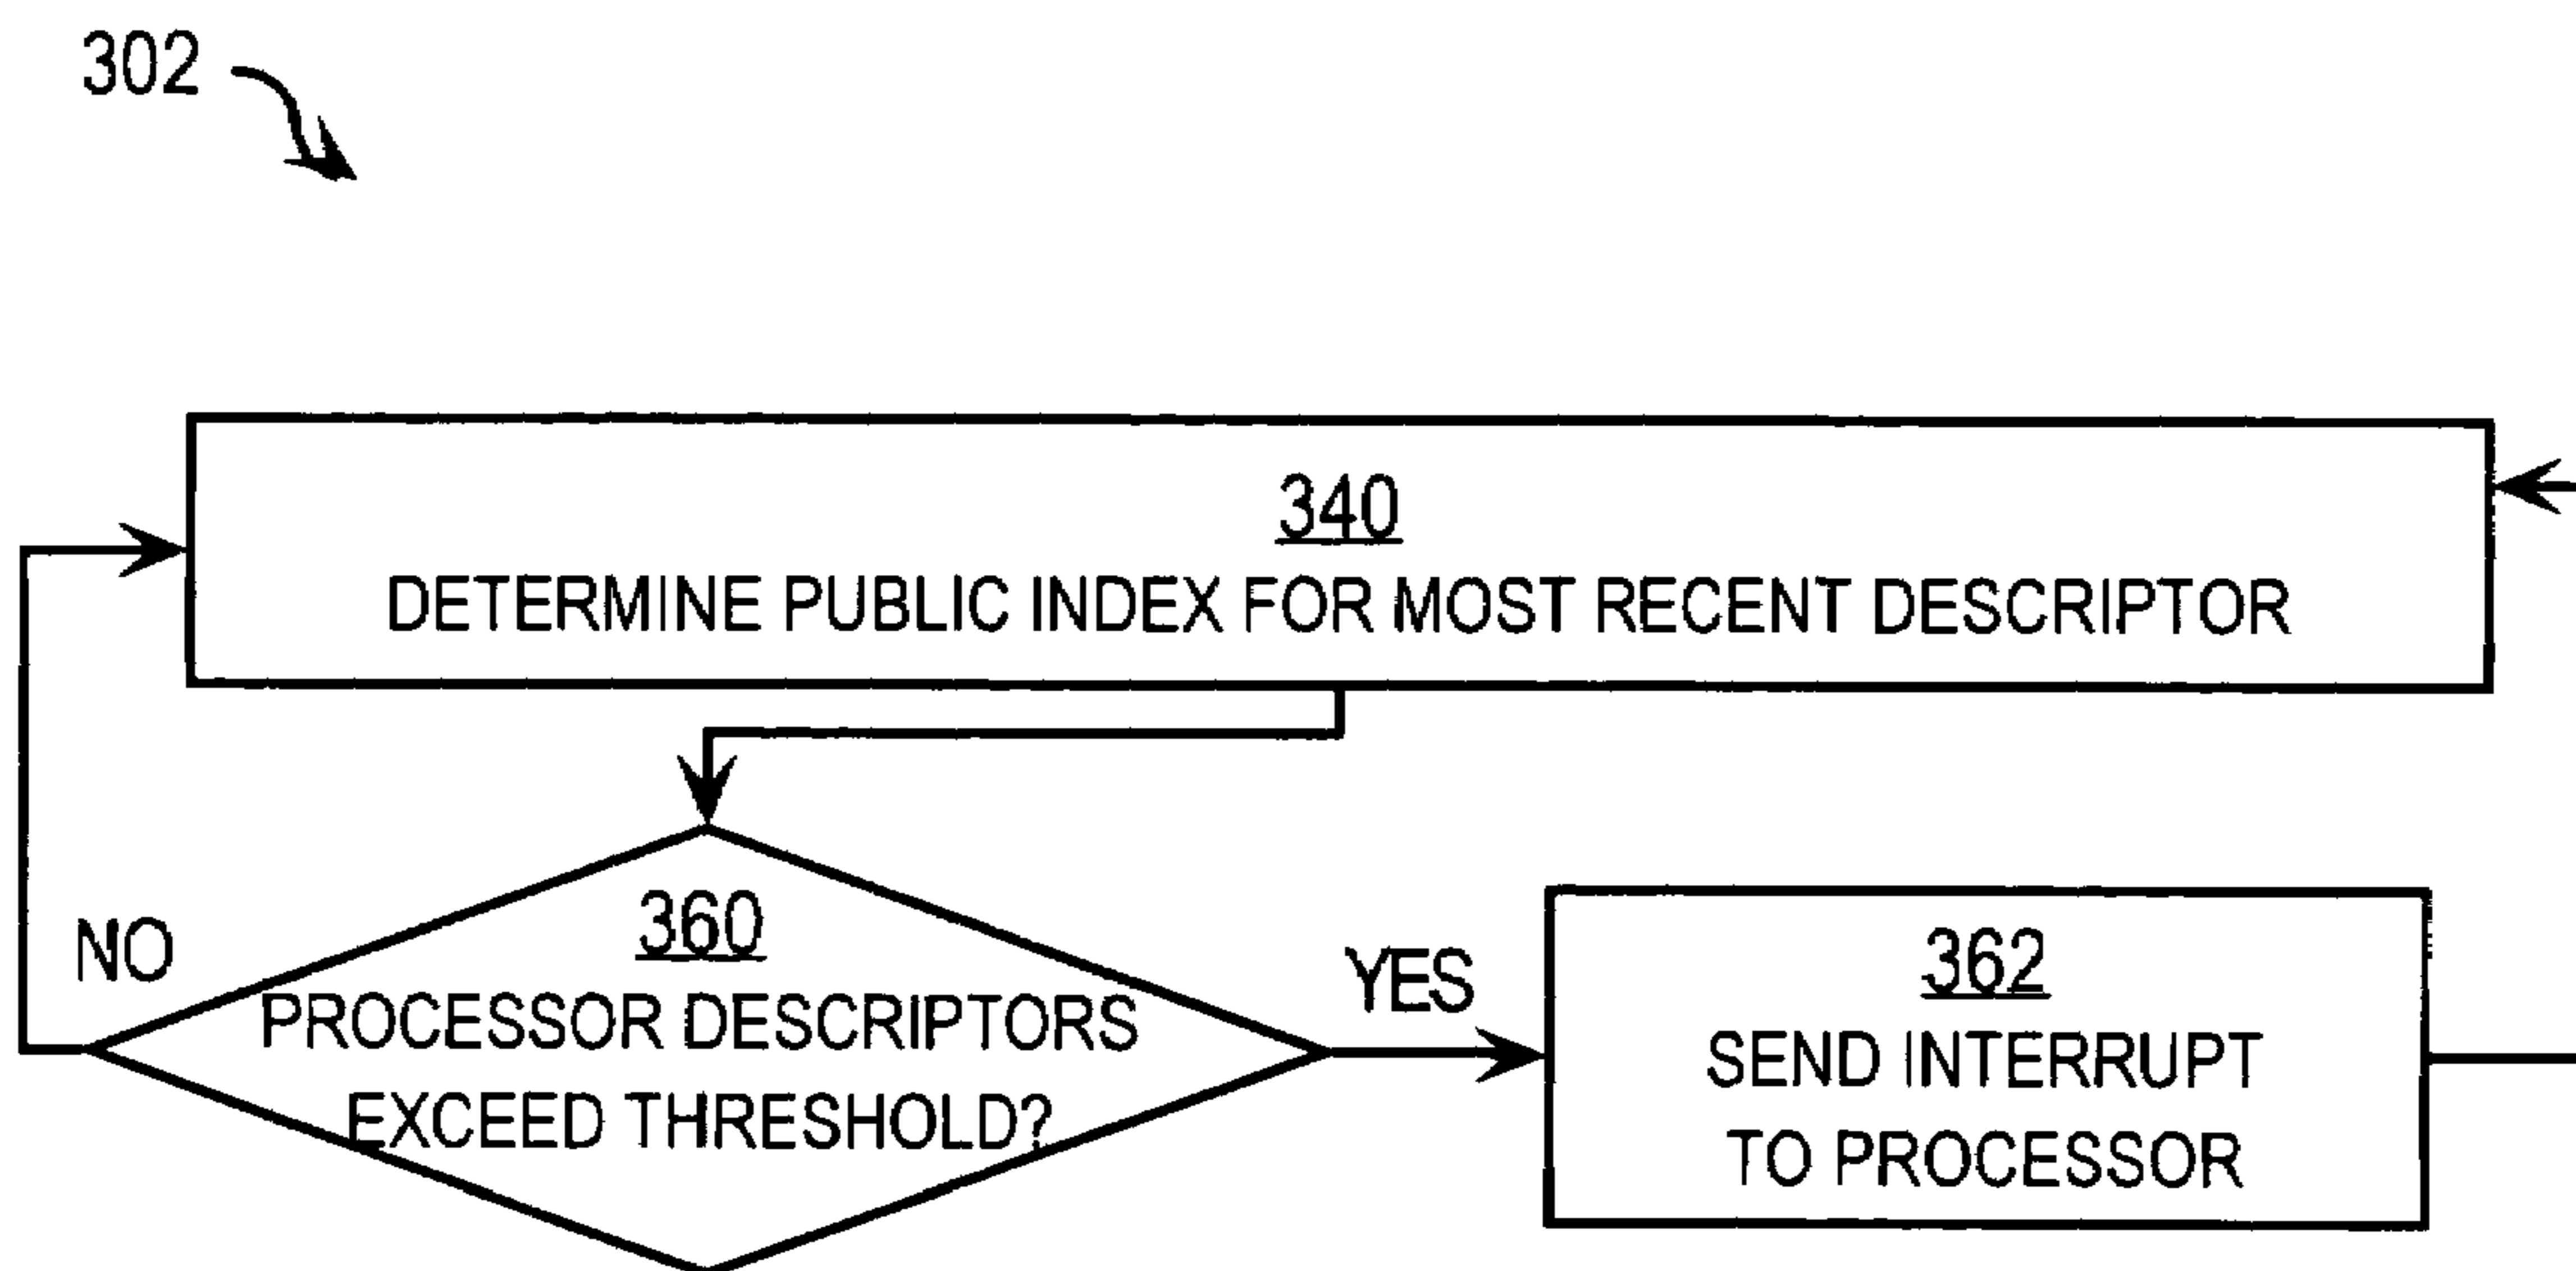 302
340
DETERMINE PUBLIC INDEX FOR MOST RECENT DESCRIPTOR
NO
360
PROCESSOR DESCRIPTORS
EXCEED THRESHOLD?
YES
362
SEND INTERRUPT
TO PROCESSOR